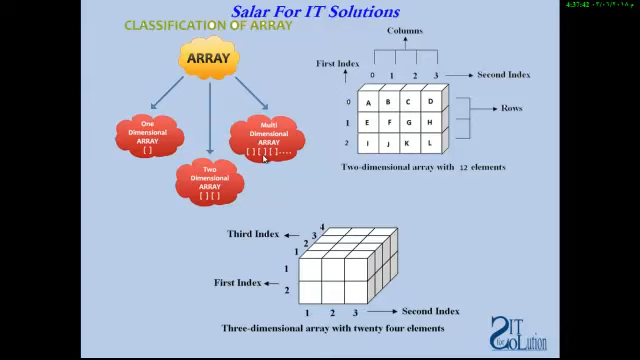 Salar For IT Solutions
CLASSIFICATION OF ARRAY
ARRAY
One
Dimensional
ARRAY
[ ]
Two
Dimensional
ARRAY
[ ] [ ]
Multi
Dimensional
ARRAY
[ ] [ ] [ ]....
Columns
First Index
0 1 2 3
Second Index
0 A B C D
1 E F G H
2 I J K L
Rows
Two-dimensional array with 12 elements
Third Index
4
3
2
1
First Index
1
2
1 2 3
Second Index
Three-dimensional array with twenty four elements
SIT
for
SoLution